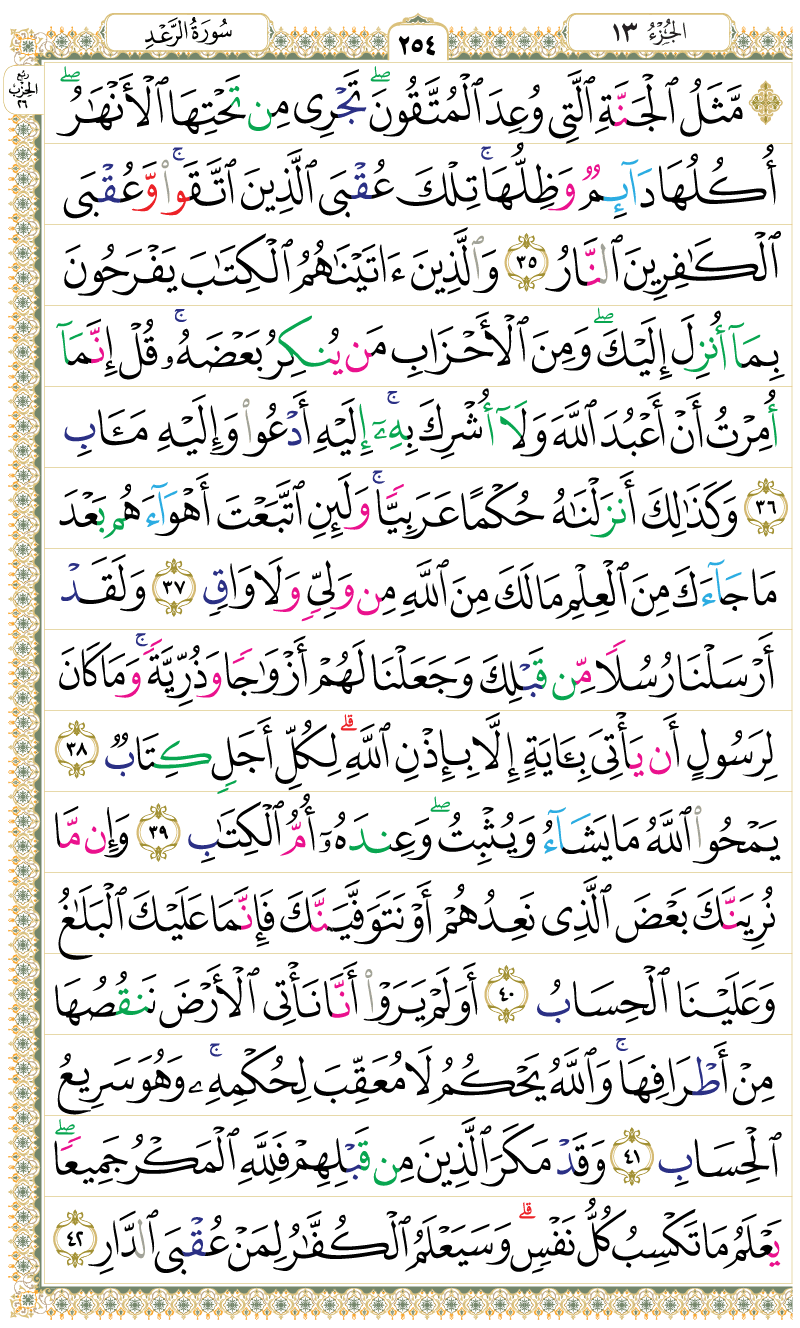 الجُزْءُ ١٣
٢٥٤
سُورَةُ الرَّعْدِ
رُبع الحِزْب ٢٦
۞ مَّثَلُ ٱلْجَنَّةِ ٱلَّتِى وُعِدَ ٱلْمُتَّقُونَ ۖ تَجْرِى مِن تَحْتِهَا ٱلْأَنْهَـٰرُ ۖ
أُكُلُهَا دَآئِمٌ وَظِلُّهَا ۚ تِلْكَ عُقْبَى ٱلَّذِينَ ٱتَّقَوا۟ ۚ وَّعُقْبَى
ٱلْكَـٰفِرِينَ ٱلنَّارُ ٣٥ وَٱلَّذِينَ ءَاتَيْنَـٰهُمُ ٱلْكِتَـٰبَ يَفْرَحُونَ
بِمَآ أُنزِلَ إِلَيْكَ ۖ وَمِنَ ٱلْأَحْزَابِ مَن يُنكِرُ بَعْضَهُۥ ۚ قُلْ إِنَّمَآ
أُمِرْتُ أَنْ أَعْبُدَ ٱللَّهَ وَلَآ أُشْرِكَ بِهِۦٓ ۚ إِلَيْهِ أَدْعُوا۟ وَإِلَيْهِ مَـَٔابِ
٣٦ وَكَذَٰلِكَ أَنزَلْنَـٰهُ حُكْمًا عَرَبِيًّا ۚ وَلَئِنِ ٱتَّبَعْتَ أَهْوَآءَهُم بَعْدَ
مَا جَآءَكَ مِنَ ٱلْعِلْمِ مَا لَكَ مِنَ ٱللَّهِ مِن وَلِىٍّ وَلَا وَاقٍ ٣٧ وَلَقَدْ
أَرْسَلْنَا رُسُلًا مِّن قَبْلِكَ وَجَعَلْنَا لَهُمْ أَزْوَٰجًا وَذُرِّيَّةً ۚ وَمَا كَانَ
لِرَسُولٍ أَن يَأْتِىَ بِـَٔايَةٍ إِلَّا بِإِذْنِ ٱللَّهِ ۗ لِكُلِّ أَجَلٍ كِتَابٌ ٣٨
يَمْحُوا۟ ٱللَّهُ مَا يَشَآءُ وَيُثْبِتُ ۖ وَعِندَهُۥٓ أُمُّ ٱلْكِتَـٰبِ ٣٩ وَإِن مَّا
نُرِيَنَّكَ بَعْضَ ٱلَّذِى نَعِدُهُمْ أَوْ نَتَوَفَّيَنَّكَ فَإِنَّمَا عَلَيْكَ ٱلْبَلَـٰغُ
وَعَلَيْنَا ٱلْحِسَابُ ٤٠ أَوَلَمْ يَرَوْا۟ أَنَّا نَأْتِى ٱلْأَرْضَ نَنقُصُهَا
مِنْ أَطْرَافِهَا ۚ وَٱللَّهُ يَحْكُمُ لَا مُعَقِّبَ لِحُكْمِهِۦ ۚ وَهُوَ سَرِيعُ
ٱلْحِسَابِ ٤١ وَقَدْ مَكَرَ ٱلَّذِينَ مِن قَبْلِهِمْ فَلِلَّهِ ٱلْمَكْرُ جَمِيعًا ۖ
يَعْلَمُ مَا تَكْسِبُ كُلُّ نَفْسٍ ۗ وَسَيَعْلَمُ ٱلْكُفَّـٰرُ لِمَنْ عُقْبَى ٱلدَّارِ ٤٢